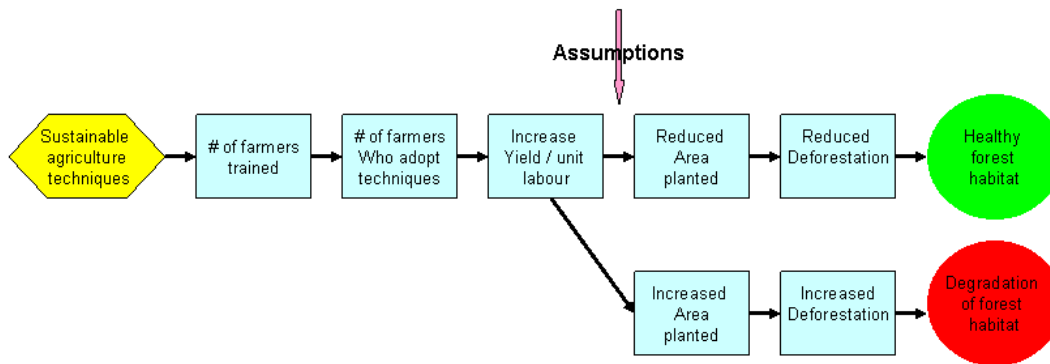 Assumptions
Sustainable
agriculture
techniques
# of farmers
trained
# of farmers
Who adopt
techniques
Increase
Yield / unit
labour
Reduced
Area
planted
Reduced
Deforestation
Healthy
forest
habitat
Increased
Area
planted
Increased
Deforestation
Degradation
of forest
habitat